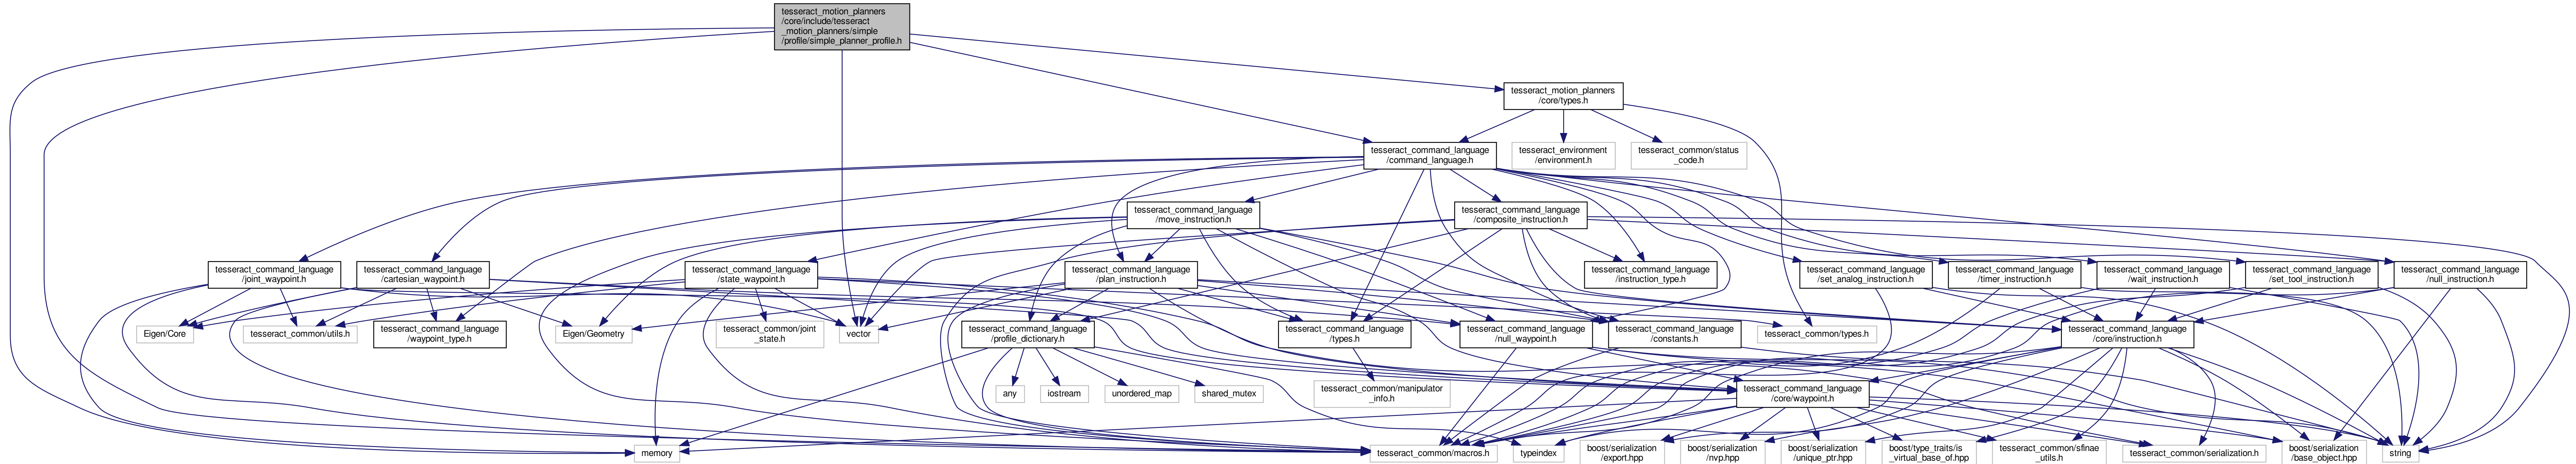 tesseract_motion_planners
/core/include/tesseract
_motion_planners/simple
/profile/simple_planner_profile.h
tesseract_motion_planners
/core/types.h
tesseract_command_language
/command_language.h
tesseract_environment
/environment.h
tesseract_common/status
_code.h
tesseract_command_language
/move_instruction.h
tesseract_command_language
/composite_instruction.h
tesseract_command_language
/joint_waypoint.h
tesseract_command_language
/cartesian_waypoint.h
tesseract_command_language
/state_waypoint.h
tesseract_command_language
/plan_instruction.h
tesseract_command_language
/instruction_type.h
tesseract_command_language
/set_analog_instruction.h
tesseract_command_language
/timer_instruction.h
tesseract_command_language
/wait_instruction.h
tesseract_command_language
/set_tool_instruction.h
tesseract_command_language
/null_instruction.h
Eigen/Core
tesseract_common/utils.h
tesseract_command_language
/waypoint_type.h
Eigen/Geometry
tesseract_common/joint
_state.h
vector
tesseract_command_language
/profile_dictionary.h
tesseract_command_language
/types.h
tesseract_command_language
/null_waypoint.h
tesseract_command_language
/constants.h
tesseract_common/types.h
tesseract_command_language
/core/instruction.h
any
iostream
unordered_map
shared_mutex
tesseract_common/manipulator
_info.h
tesseract_command_language
/core/waypoint.h
memory
tesseract_common/macros.h
typeindex
boost/serialization
/export.hpp
boost/serialization
/nvp.hpp
boost/serialization
/unique_ptr.hpp
boost/type_traits/is
_virtual_base_of.hpp
tesseract_common/sfinae
_utils.h
tesseract_common/serialization.h
boost/serialization
/base_object.hpp
string